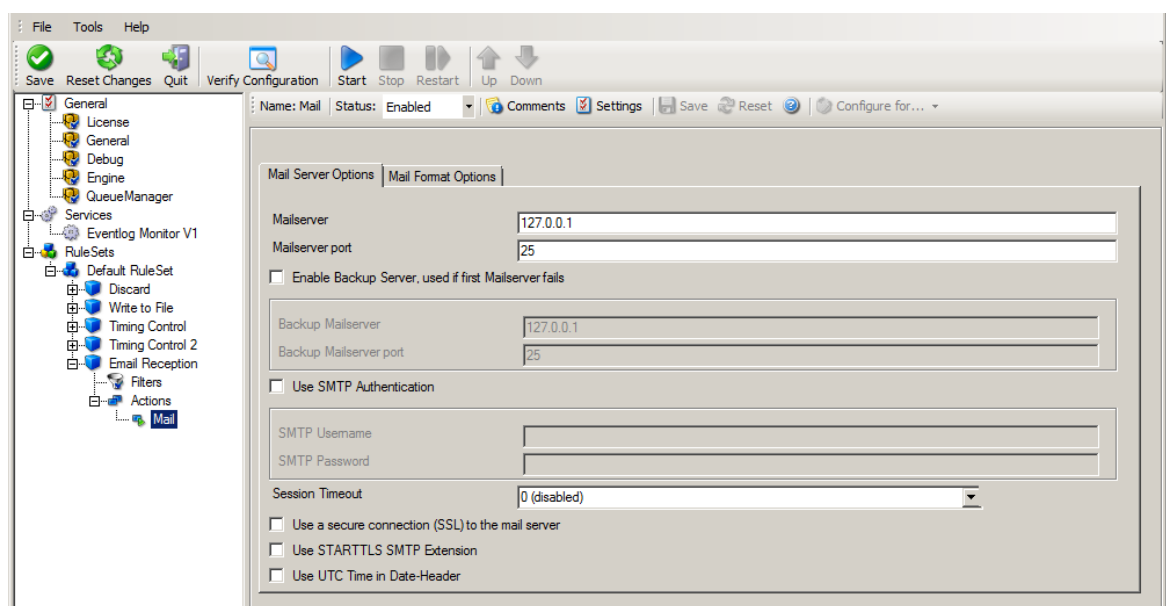 File Tools Help
Save Reset Changes Quit Verify Configuration Start Stop Restart Up Down
General
License
General
Debug
Engine
QueueManager
Services
Eventlog Monitor V1
RuleSets
Default RuleSet
Discard
Write to File
Timing Control
Timing Control 2
Email Reception
Filters
Actions
Mail
Name: Mail Status: Enabled Comments Settings Save Reset Configure for...
Mail Server Options Mail Format Options
Mailserver 127.0.0.1
Mailserver port 25
Enable Backup Server, used if first Mailserver fails
Backup Mailserver 127.0.0.1
Backup Mailserver port 25
Use SMTP Authentication
SMTP Username
SMTP Password
Session Timeout 0 (disabled)
Use a secure connection (SSL) to the mail server
Use STARTTLS SMTP Extension
Use UTC Time in Date-Header